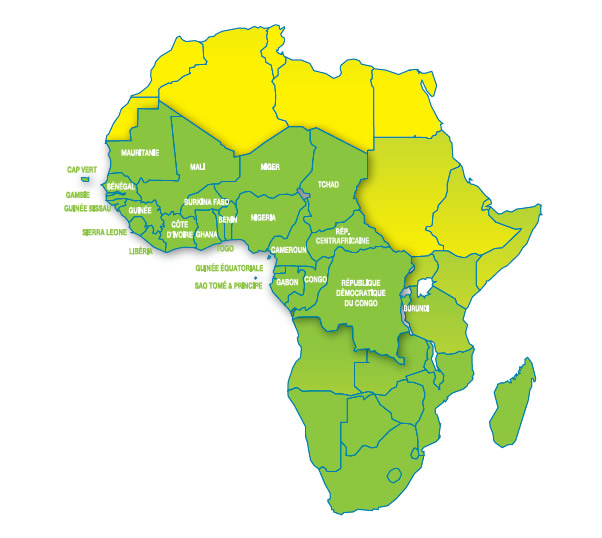 MAURITANIE
MALI
NIGER
CAP VERT
TCHAD
SÉNÉGAL
GAMBIE
BURKINA FASO
GUINÉE BISSAU
GUINÉE
BENIN
NIGERIA
SIERRA LEONE
CÔTE
D'IVOIRE
GHANA
RÉP.
CENTRAFRICAINE
LIBÉRIA
TOGO
CAMEROUN
GUINÉE ÉQUATORIALE
SAO TOMÉ & PRINCIPE
GABON
CONGO
RÉPUBLIQUE
DÉMOCRATIQUE
DU CONGO
BURUNDI